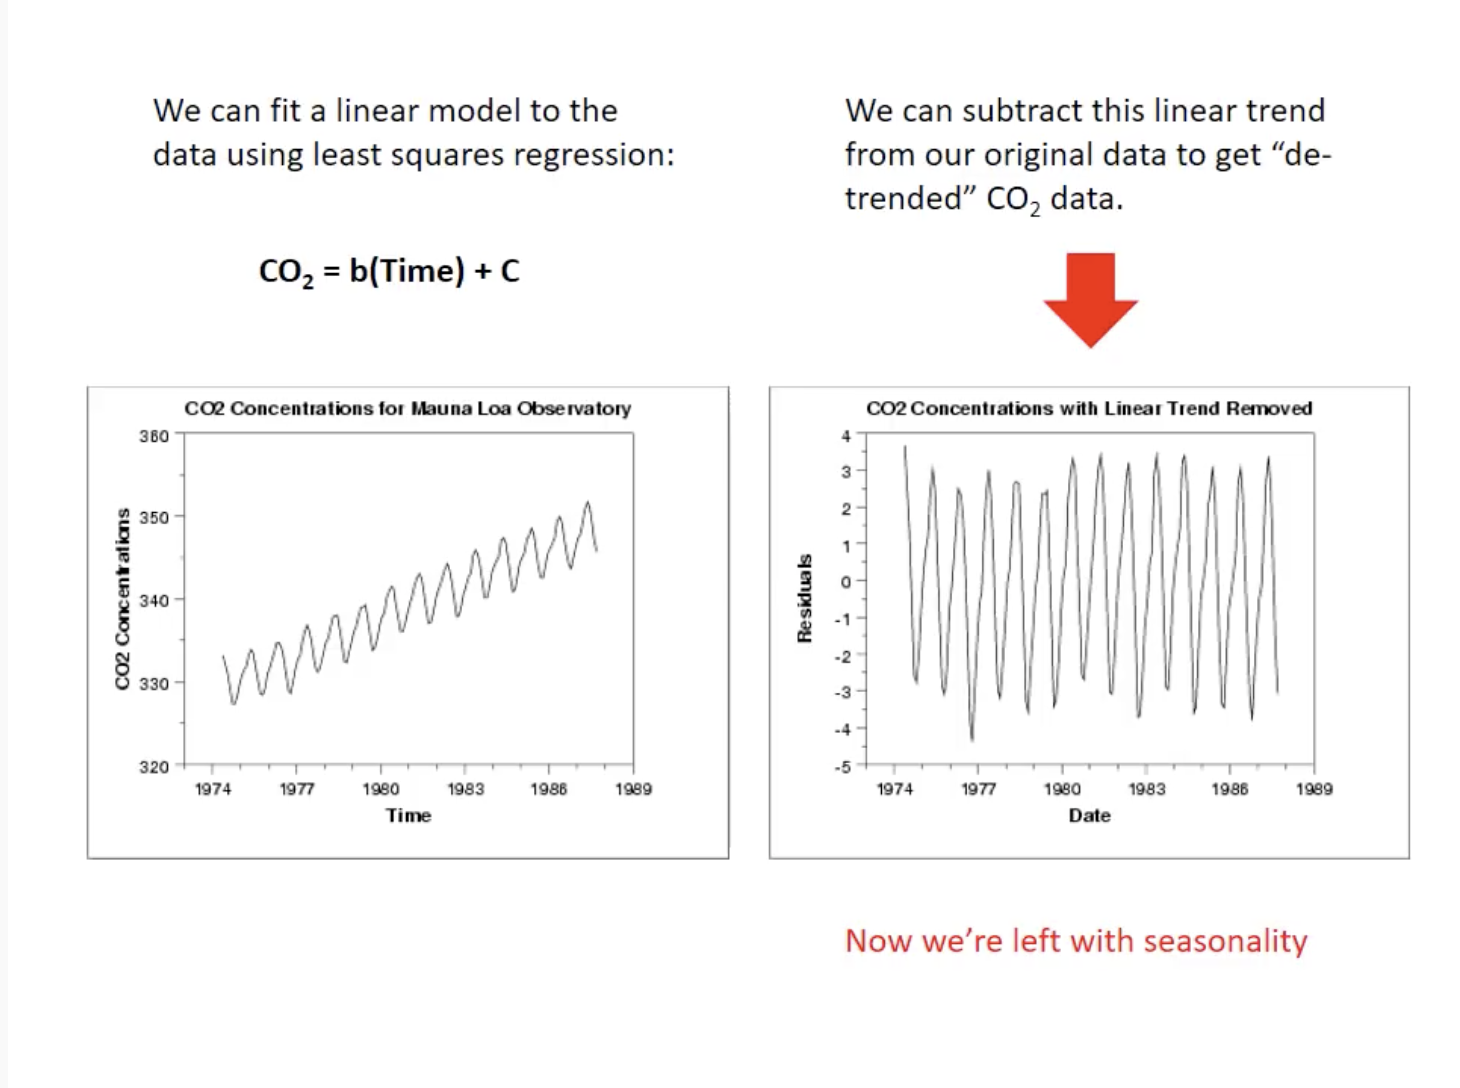 We can fit a linear model to the
data using least squares regression:
CO₂ = b(Time) + C
We can subtract this linear trend
from our original data to get “de-
trended” CO₂ data.
CO2 Concentrations for Mauna Loa Observatory
CO2 Concentrations
360
350
340
330
320
1974 1977 1980 1983 1986 1989
Time
CO2 Concentrations with Linear Trend Removed
Residuals
4
3
2
1
0
-1
-2
-3
-4
-5
1974 1977 1980 1983 1986 1989
Date
Now we’re left with seasonality